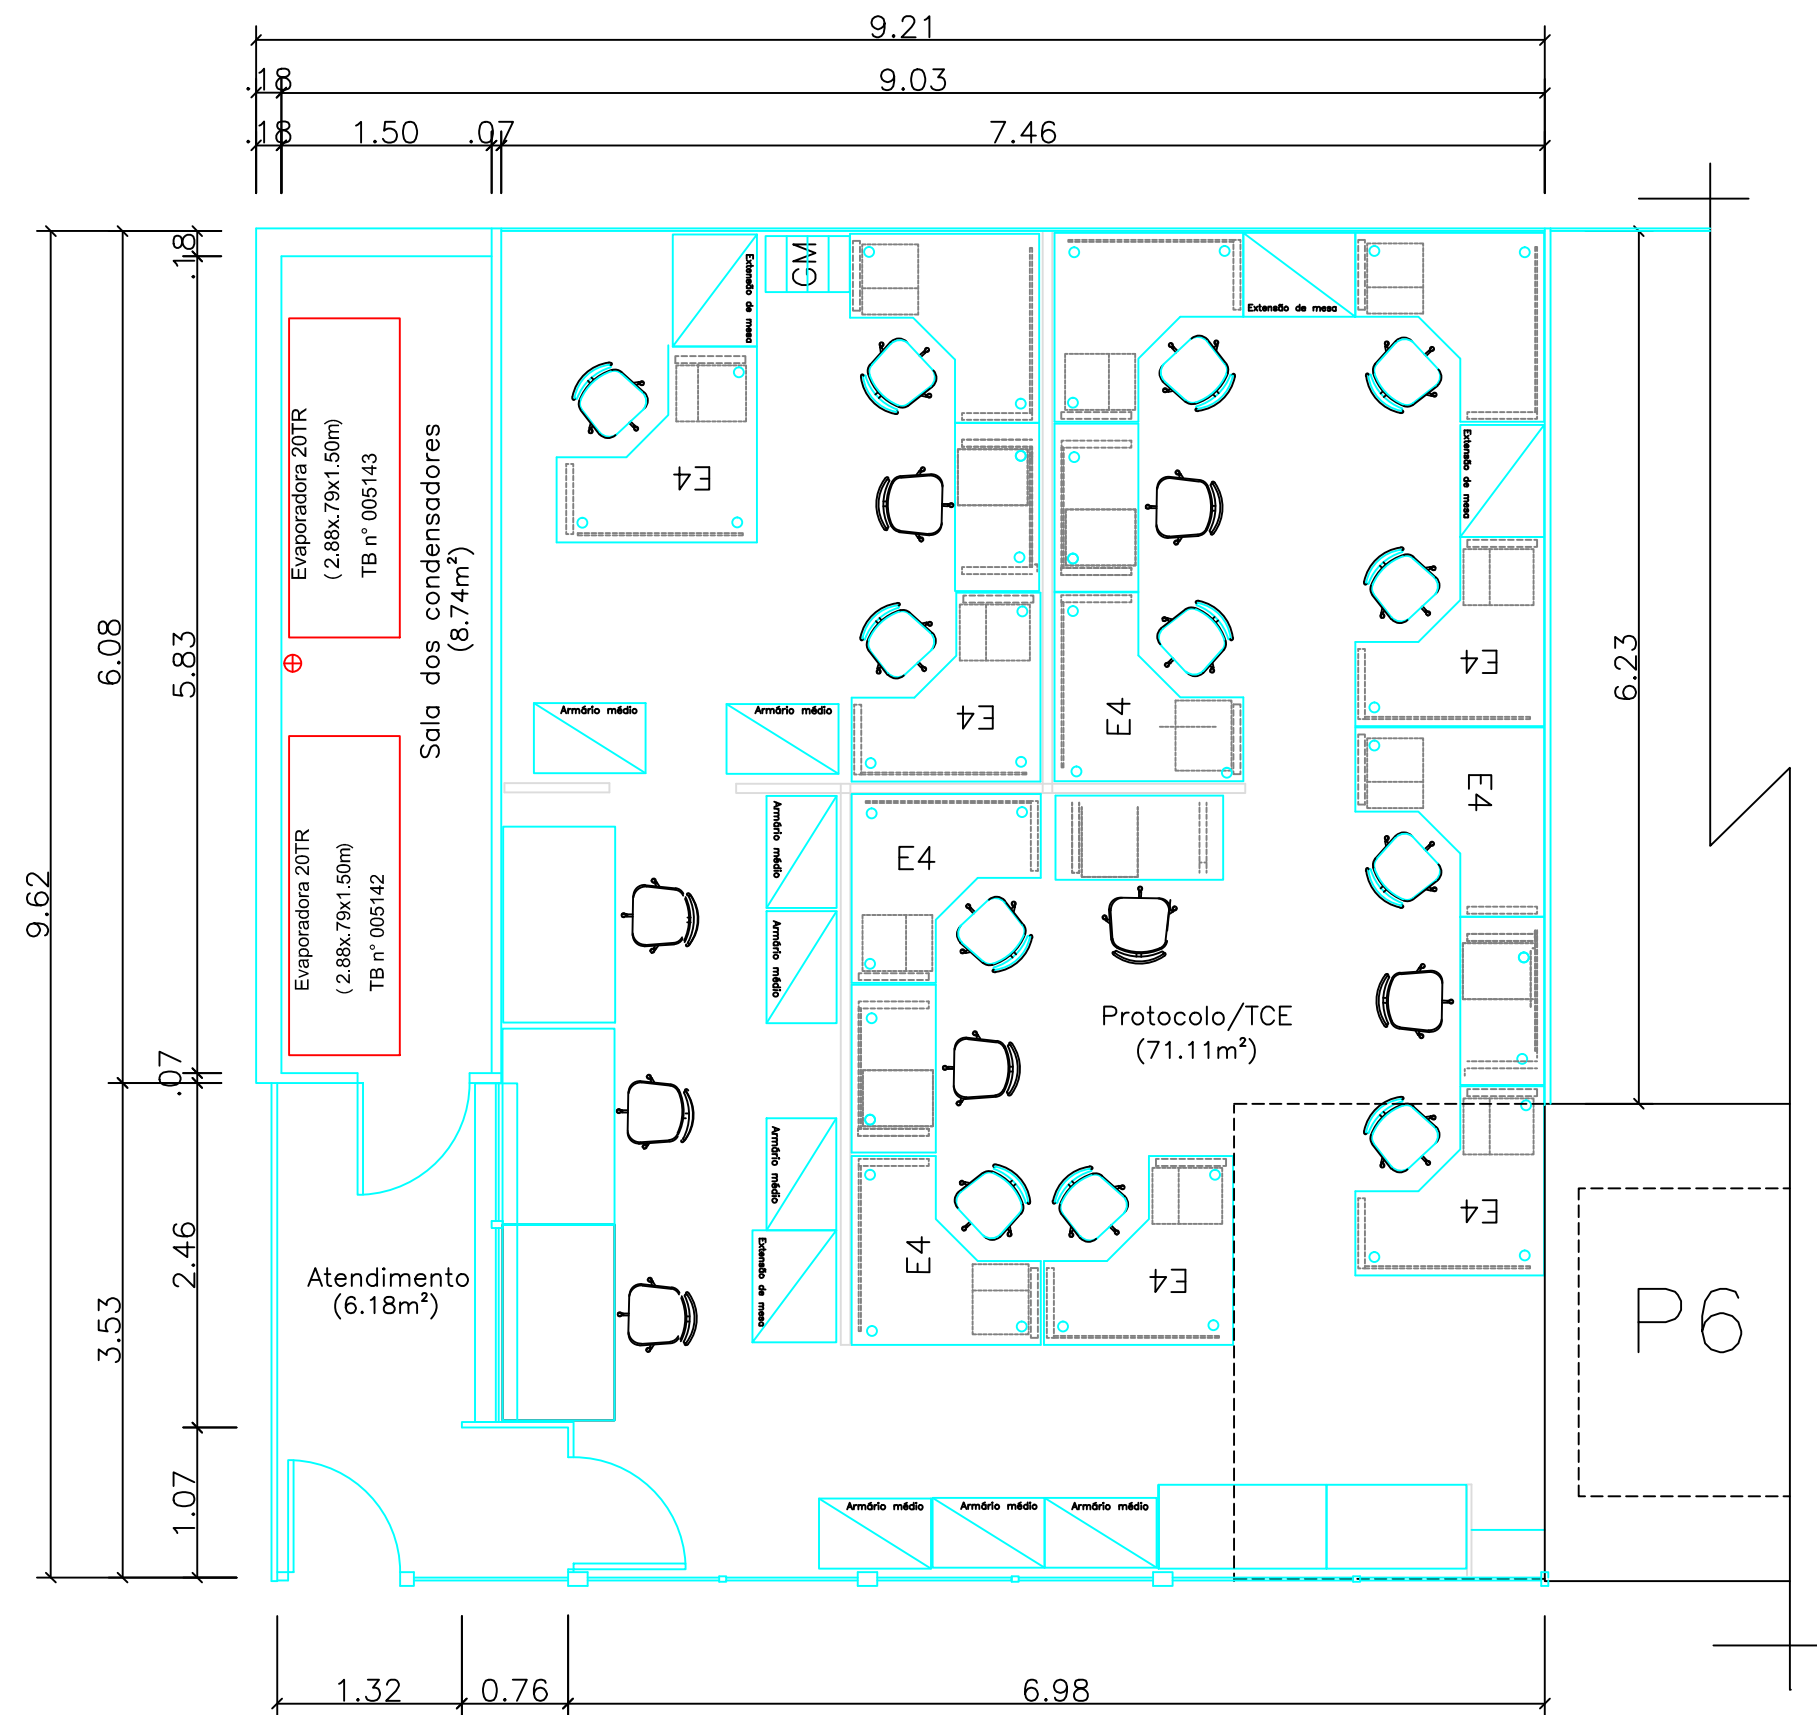 9.21
.18
9.03
.18
1.50
.07
7.46
.18
5.83
6.08
9.62
.07
2.46
3.53
1.07
6.23
Extensão de mesa
GM
Extensão de mesa
Extensão de mesa
E4
E4
E4
E4
E4
E4
E4
E4
E4
Evaporadora 20TR
( 2.88x.79x1.50m)
TB n° 005143
Sala dos condensadores
(8.74m²)
Evaporadora 20TR
( 2.88x.79x1.50m)
TB n° 005142
Armário médio
Armário médio
Armário médio
Armário médio
Armário médio
Extensão de mesa
Protocolo/TCE
(71.11m²)
Atendimento
(6.18m²)
P6
Armário médio
Armário médio
Armário médio
1.32
0.76
6.98